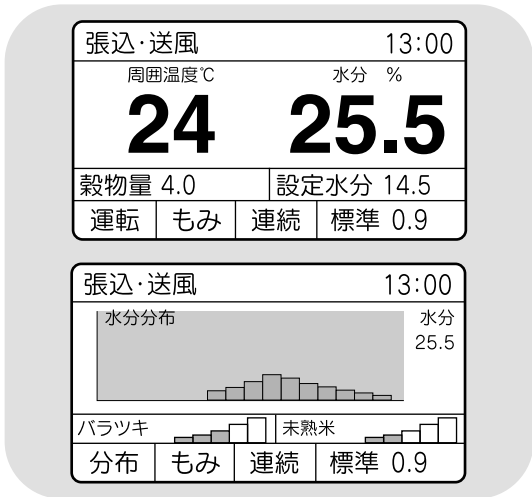 張込・送風 13:00
周囲温度℃ 水分 %
24 25.5
穀物量 4.0 設定水分 14.5
運転 もみ 連続 標準 0.9
張込・送風 13:00
水分分布 水分
25.5
バラツキ 未熟米
分布 もみ 連続 標準 0.9